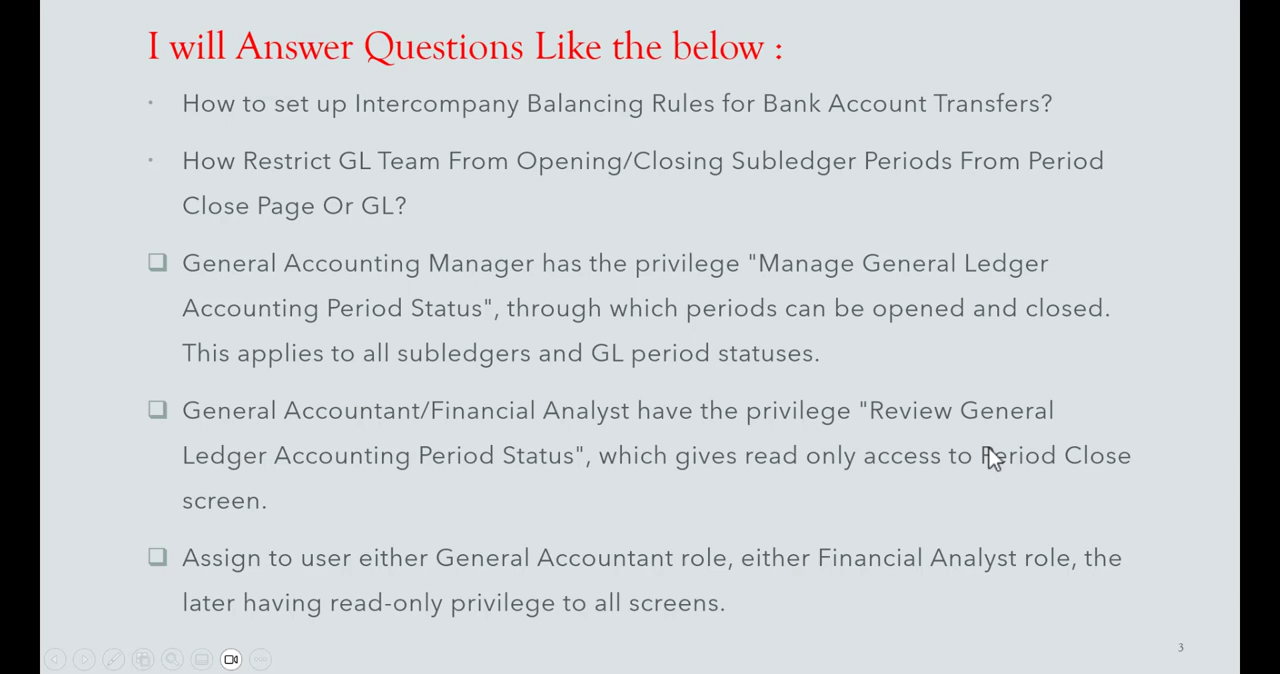 I will Answer Questions Like the below :
How to set up Intercompany Balancing Rules for Bank Account Transfers?
How Restrict GL Team From Opening/Closing Subledger Periods From Period
Close Page Or GL?
General Accounting Manager has the privilege "Manage General Ledger
Accounting Period Status", through which periods can be opened and closed.
This applies to all subledgers and GL period statuses.
General Accountant/Financial Analyst have the privilege "Review General
Ledger Accounting Period Status", which gives read only access to Period Close
screen.
Assign to user either General Accountant role, either Financial Analyst role, the
later having read-only privilege to all screens.
3